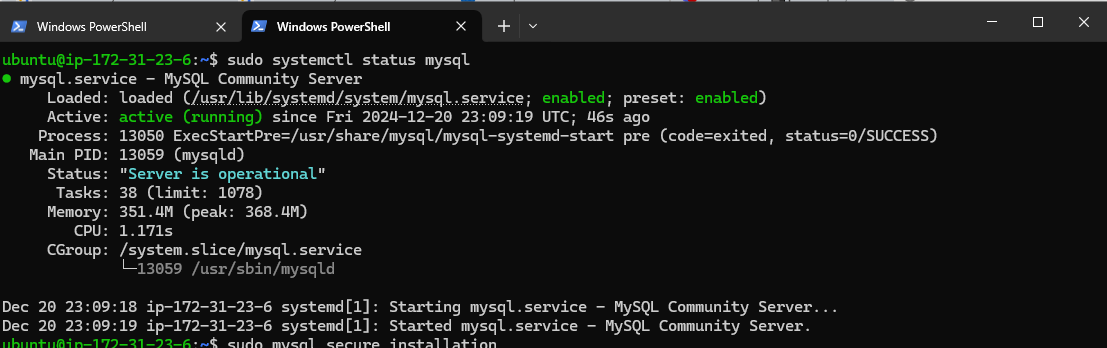 Windows PowerShell
Windows PowerShell
ubuntu@ip-172-31-23-6:~$ sudo systemctl status mysql
● mysql.service - MySQL Community Server
     Loaded: loaded (/usr/lib/systemd/system/mysql.service; enabled; preset: enabled)
     Active: active (running) since Fri 2024-12-20 23:09:19 UTC; 46s ago
    Process: 13050 ExecStartPre=/usr/share/mysql/mysql-systemd-start pre (code=exited, status=0/SUCCESS)
   Main PID: 13059 (mysqld)
     Status: "Server is operational"
      Tasks: 38 (limit: 1078)
     Memory: 351.4M (peak: 368.4M)
        CPU: 1.171s
     CGroup: /system.slice/mysql.service
             └─13059 /usr/sbin/mysqld
Dec 20 23:09:18 ip-172-31-23-6 systemd[1]: Starting mysql.service - MySQL Community Server...
Dec 20 23:09:19 ip-172-31-23-6 systemd[1]: Started mysql.service - MySQL Community Server.
ubuntu@ip-172-31-23-6:~$ sudo mysql_secure_installation